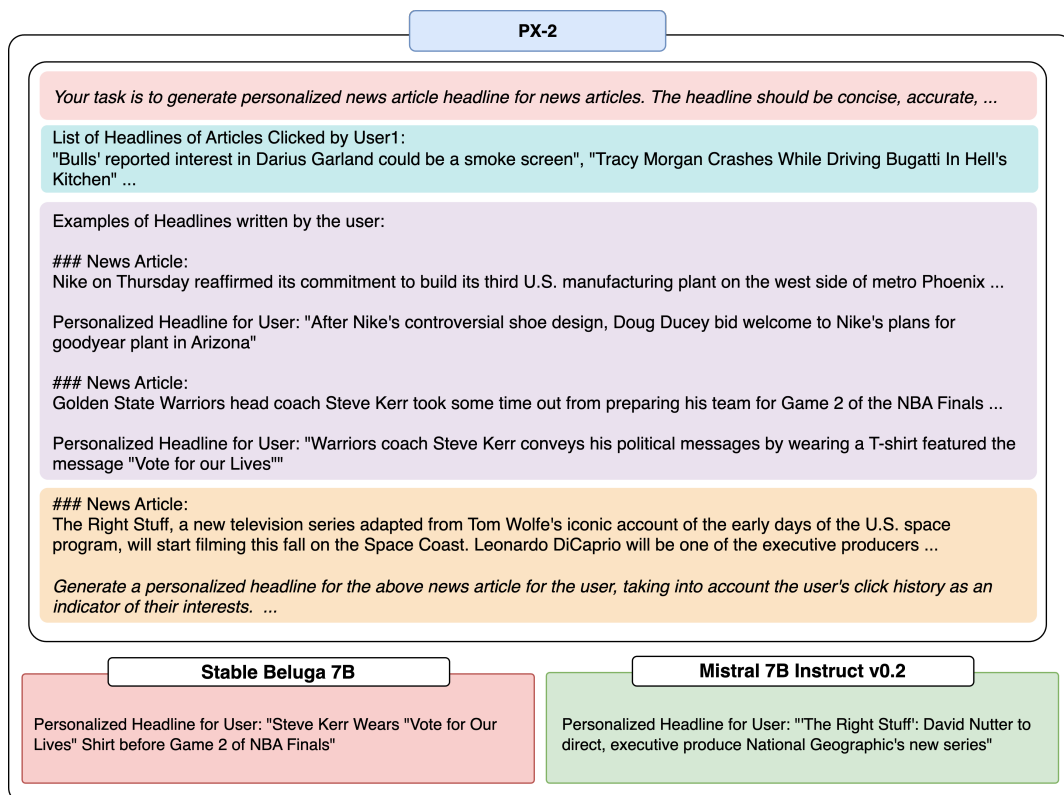 PX-2
Your task is to generate personalized news article headline for news articles. The headline should be concise, accurate, ...
List of Headlines of Articles Clicked by User1:
"Bulls' reported interest in Darius Garland could be a smoke screen", "Tracy Morgan Crashes While Driving Bugatti In Hell's
Kitchen" ...
Examples of Headlines written by the user:
### News Article:
Nike on Thursday reaffirmed its commitment to build its third U.S. manufacturing plant on the west side of metro Phoenix ...
Personalized Headline for User: "After Nike's controversial shoe design, Doug Ducey bid welcome to Nike's plans for
goodyear plant in Arizona"
### News Article:
Golden State Warriors head coach Steve Kerr took some time out from preparing his team for Game 2 of the NBA Finals ...
Personalized Headline for User: "Warriors coach Steve Kerr conveys his political messages by wearing a T-shirt featured the
message "Vote for our Lives""
### News Article:
The Right Stuff, a new television series adapted from Tom Wolfe's iconic account of the early days of the U.S. space
program, will start filming this fall on the Space Coast. Leonardo DiCaprio will be one of the executive producers ...
Generate a personalized headline for the above news article for the user, taking into account the user's click history as an
indicator of their interests. ...
Stable Beluga 7B
Personalized Headline for User: "Steve Kerr Wears "Vote for Our
Lives" Shirt before Game 2 of NBA Finals"
Mistral 7B Instruct v0.2
Personalized Headline for User: "'The Right Stuff': David Nutter to
direct, executive produce National Geographic's new series"